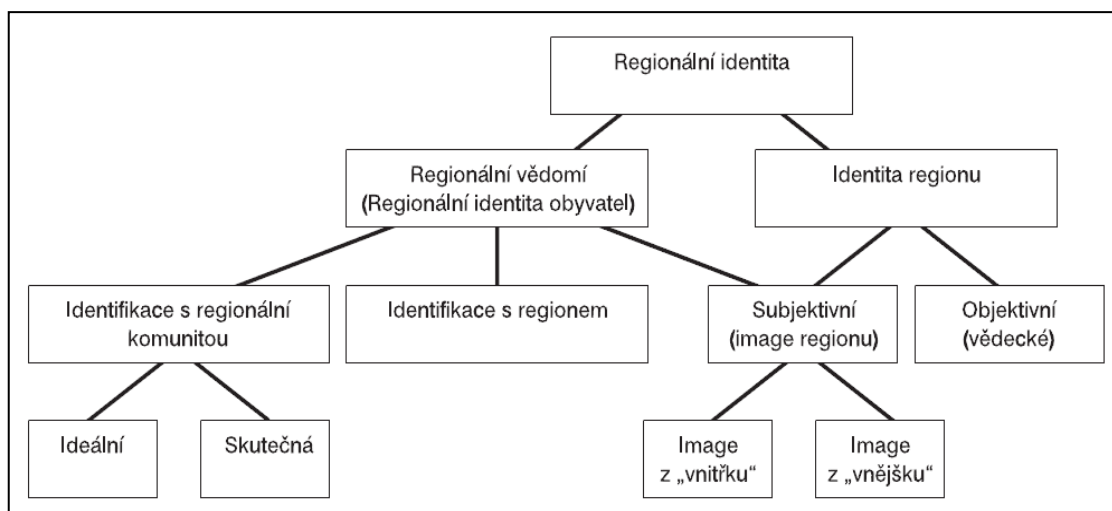 Regionální identita
Regionální vědomí
(Regionální identita obyvatel)
Identita regionu
Identifikace s regionální
komunitou
Identifikace s regionem
Subjektivní
(image regionu)
Objektivní
(vědecké)
Ideální
Skutečná
Image
z „vnitřku“
Image
z „vnějšku“